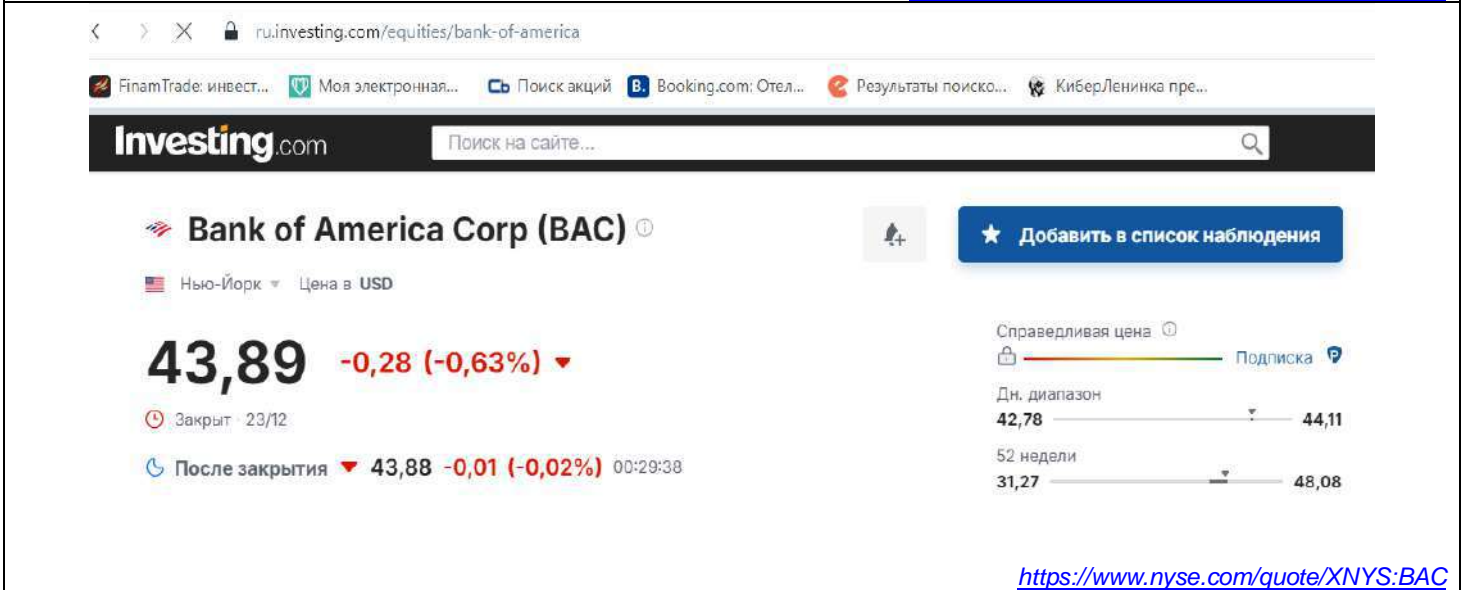 ru.investing.com/equities/bank-of-america
FinamTrade: инвест... Моя электронная... Cb Поиск акций B. Booking.com: Отел... Результаты поиско... КиберЛенинка пре...
Investing.com Поиск на сайте...
Bank of America Corp (BAC)
Добавить в список наблюдения
Нью-Йорк Цена в USD
43,89 -0,28 (-0,63%)
Закрыт · 23/12
После закрытия 43,88 -0,01 (-0,02%) 00:29:38
Справедливая цена
Подписка P
Дн. диапазон
42,78 44,11
52 недели
31,27 48,08
https://www.nyse.com/quote/XNYS:BAC